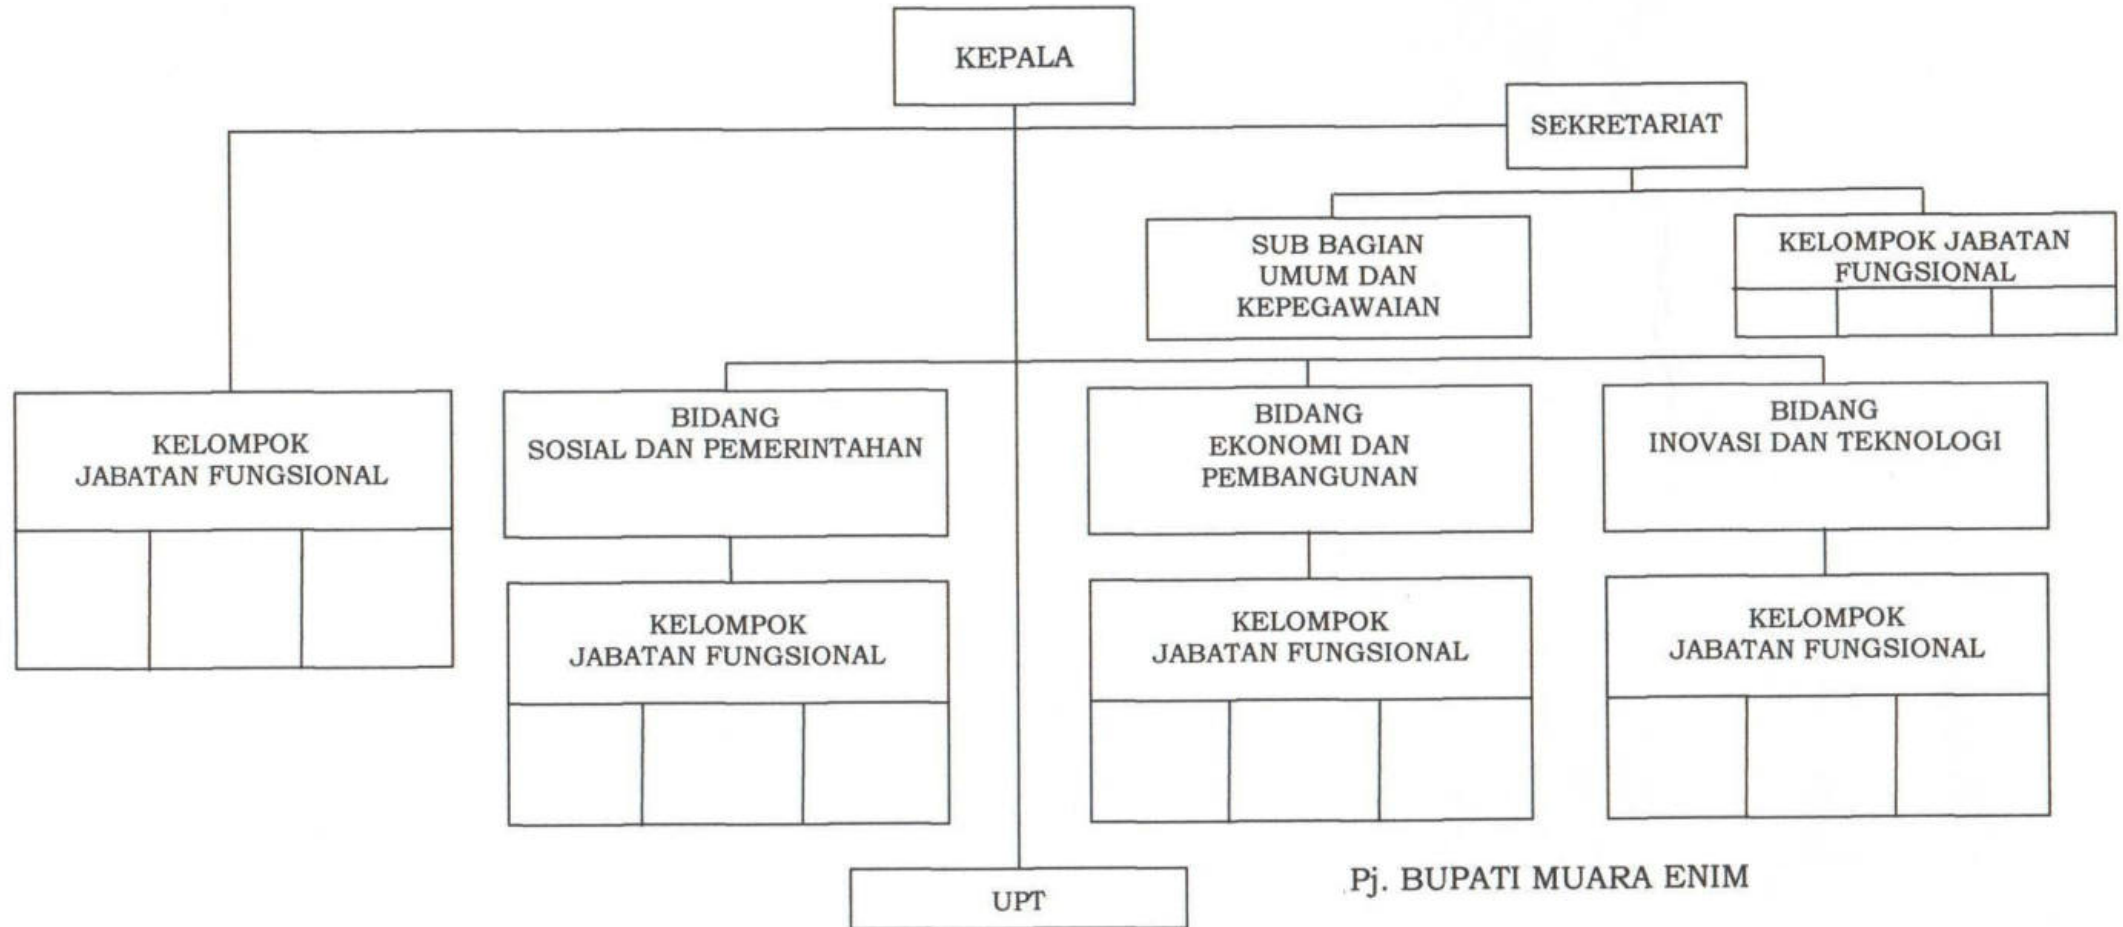 KEPALA
SEKRETARIAT
SUB BAGIAN
UMUM DAN
KEPEGAWAIAN
KELOMPOK JABATAN
FUNGSIONAL
KELOMPOK
JABATAN FUNGSIONAL
BIDANG
SOSIAL DAN PEMERINTAHAN
BIDANG
EKONOMI DAN
PEMBANGUNAN
BIDANG
INOVASI DAN TEKNOLOGI
KELOMPOK
JABATAN FUNGSIONAL
KELOMPOK
JABATAN FUNGSIONAL
KELOMPOK
JABATAN FUNGSIONAL
UPT
Pj. BUPATI MUARA ENIM